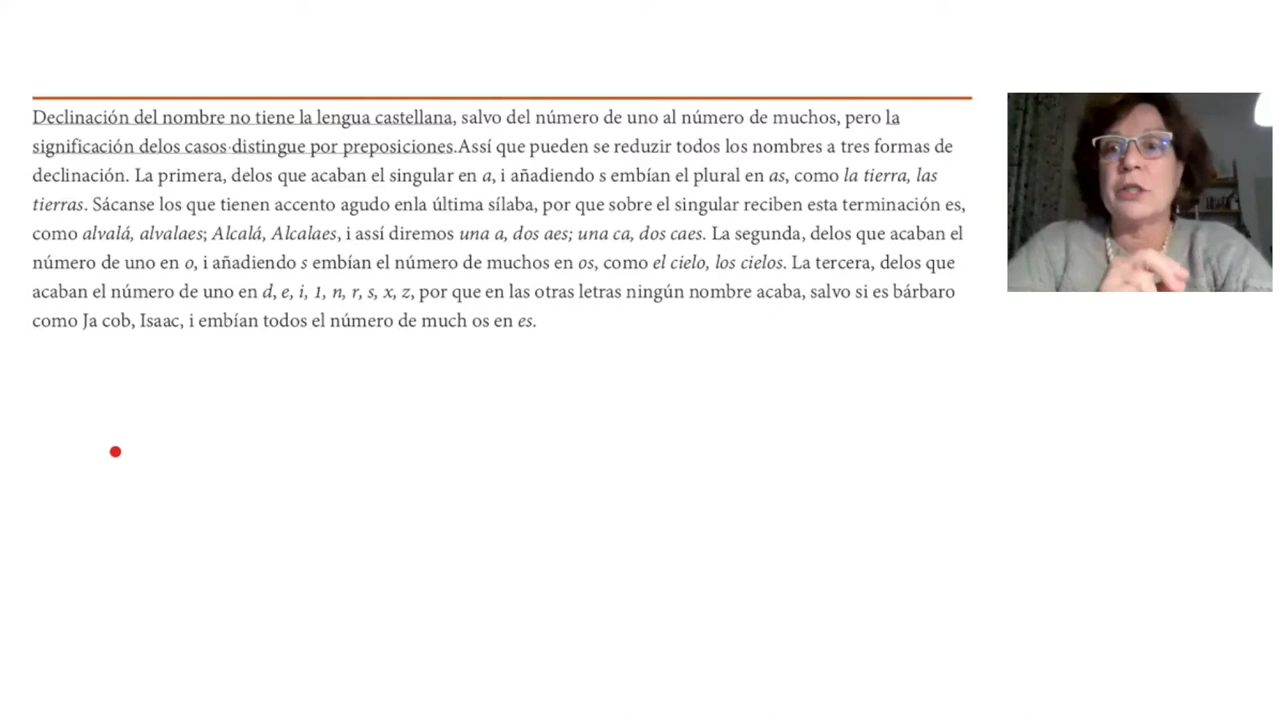 Declinación del nombre no tiene la lengua castellana, salvo del número de uno al número de muchos, pero la
significación delos casos distingue por preposiciones.Assí que pueden se reduzir todos los nombres a tres formas de
declinación. La primera, delos que acaban el singular en a, i añadiendo s embían el plural en as, como la tierra, las
tierras. Sácanse los que tienen accento agudo enla última sílaba, por que sobre el singular reciben esta terminación es,
como alvalá, alvalaes; Alcalá, Alcalaes, i assí diremos una a, dos aes; una ca, dos caes. La segunda, delos que acaban el
número de uno en o, i añadiendo s embían el número de muchos en os, como el cielo, los cielos. La tercera, delos que
acaban el número de uno en d, e, i, 1, n, r, s, x, z, por que en las otras letras ningún nombre acaba, salvo si es bárbaro
como Ja cob, Isaac, i embían todos el número de much os en es.